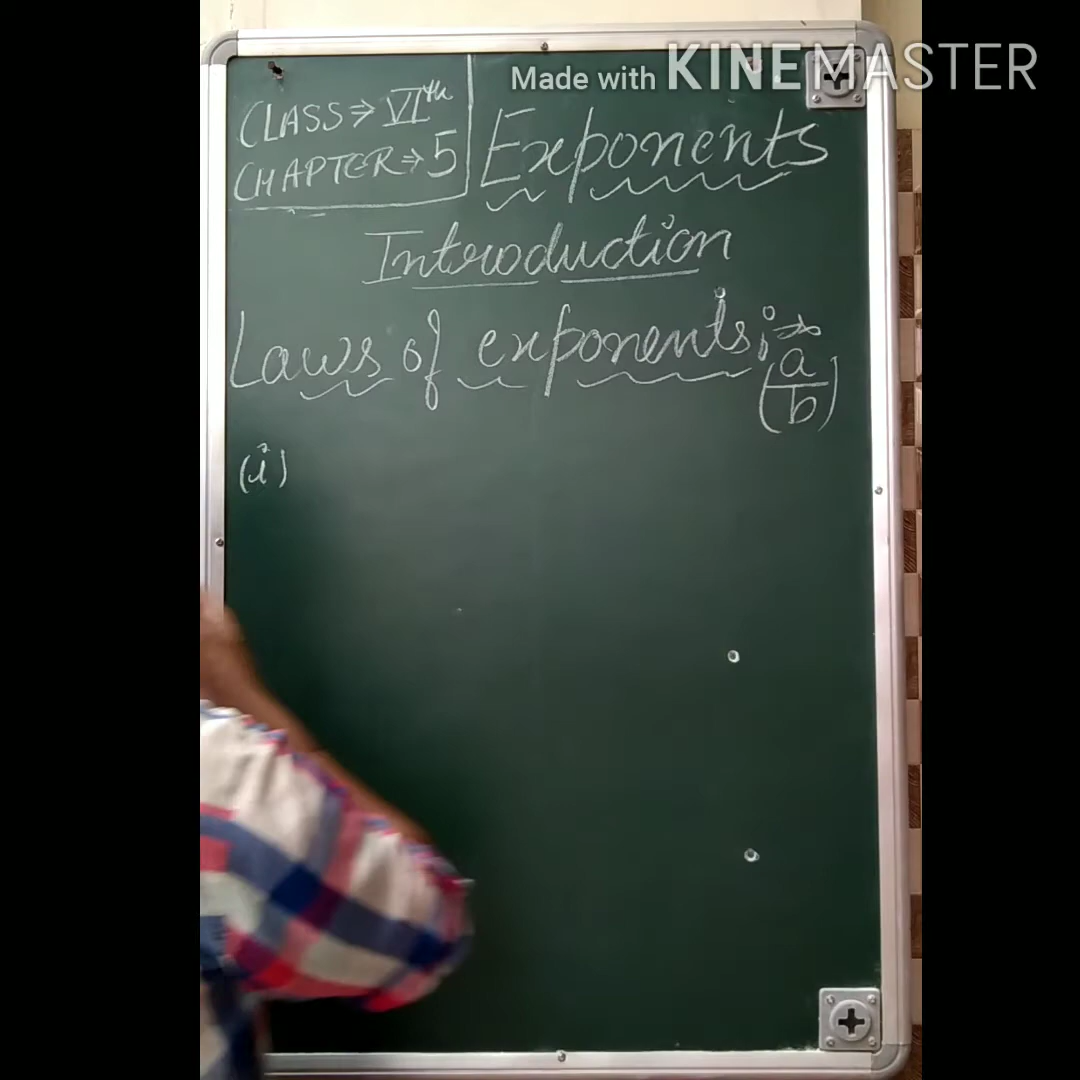 Made with KINEMASTER
CLASS⇒ VIth
CHAPTER⇒5
Exponents
Introduction
Laws of exponents:→
(a/b)
(i)